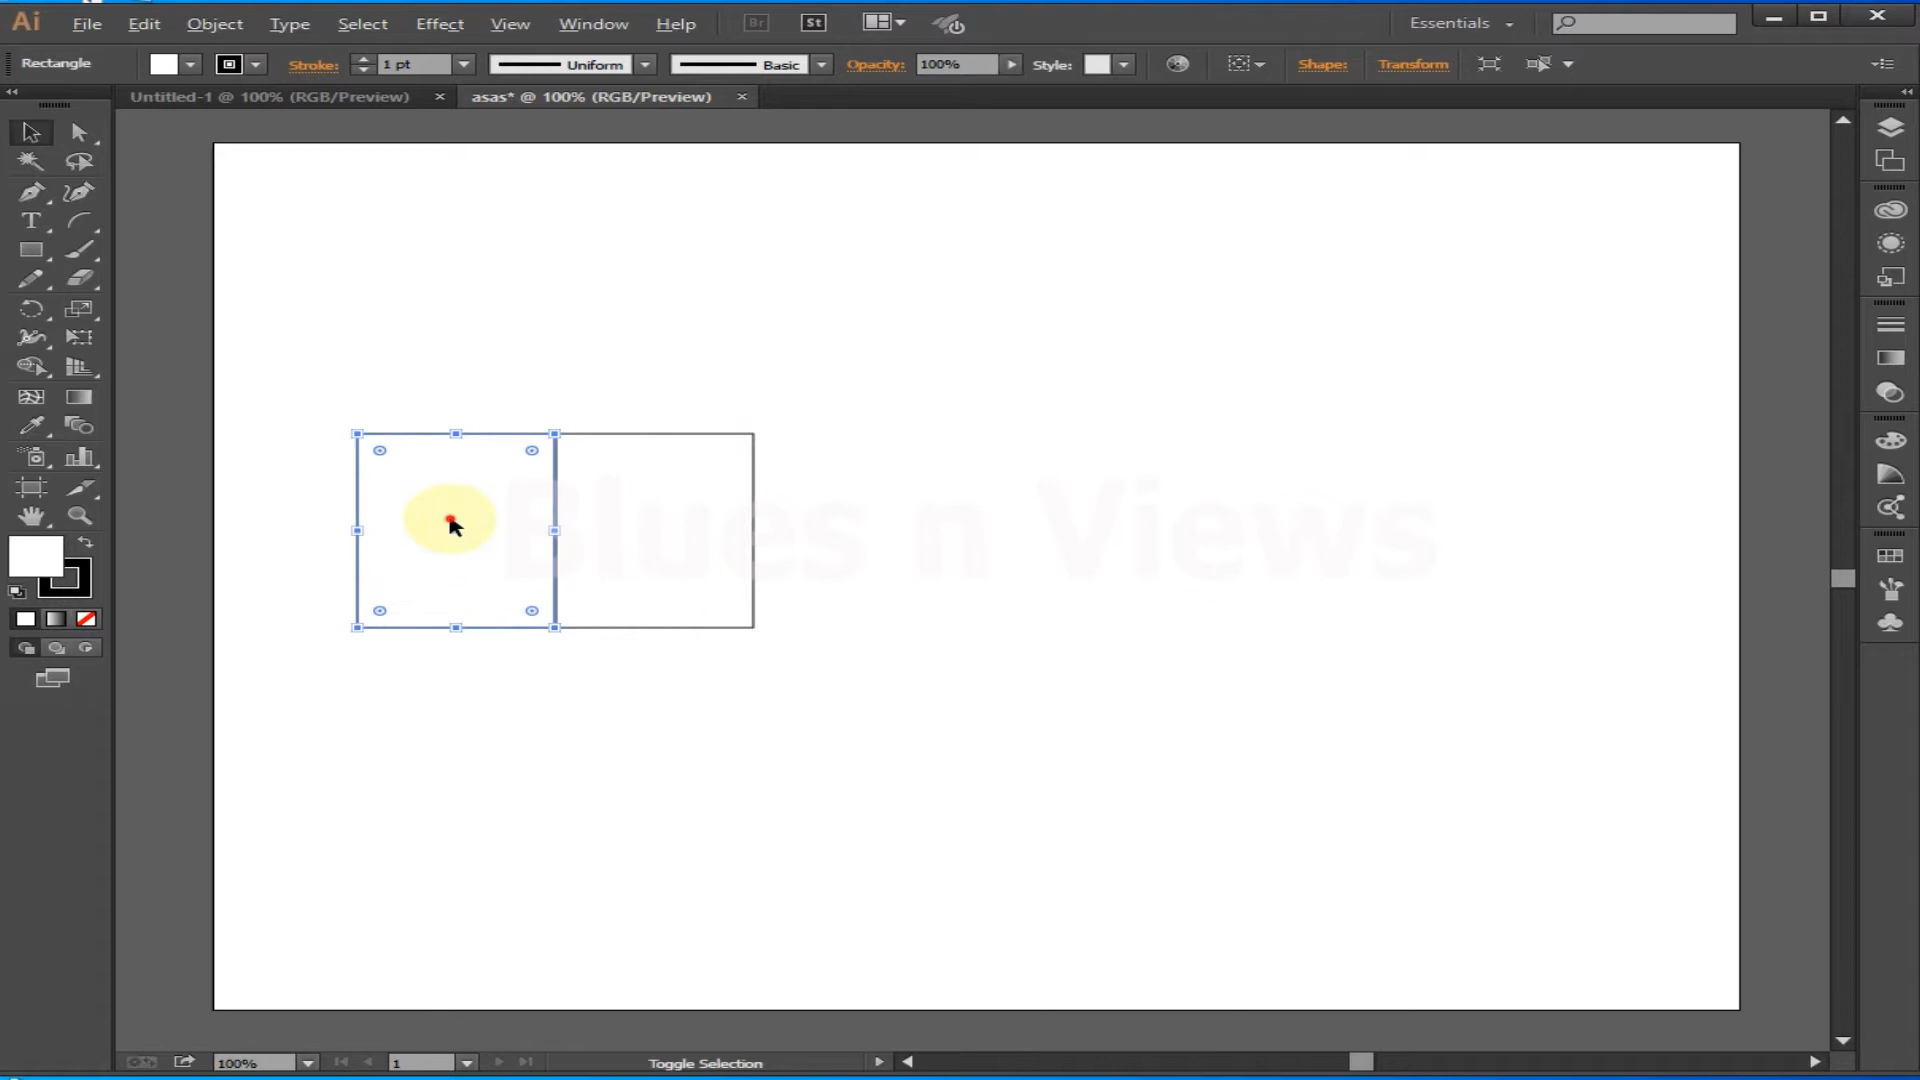 Ai File Edit Object Type Select Effect View Window Help Br St Essentials
Rectangle Stroke: 1 pt Uniform Basic Opacity: 100% Style: Shape: Transform
Untitled-1 @ 100% (RGB/Preview) × asas* @ 100% (RGB/Preview) ×
T
Blues n Views
100% 1 Toggle Selection